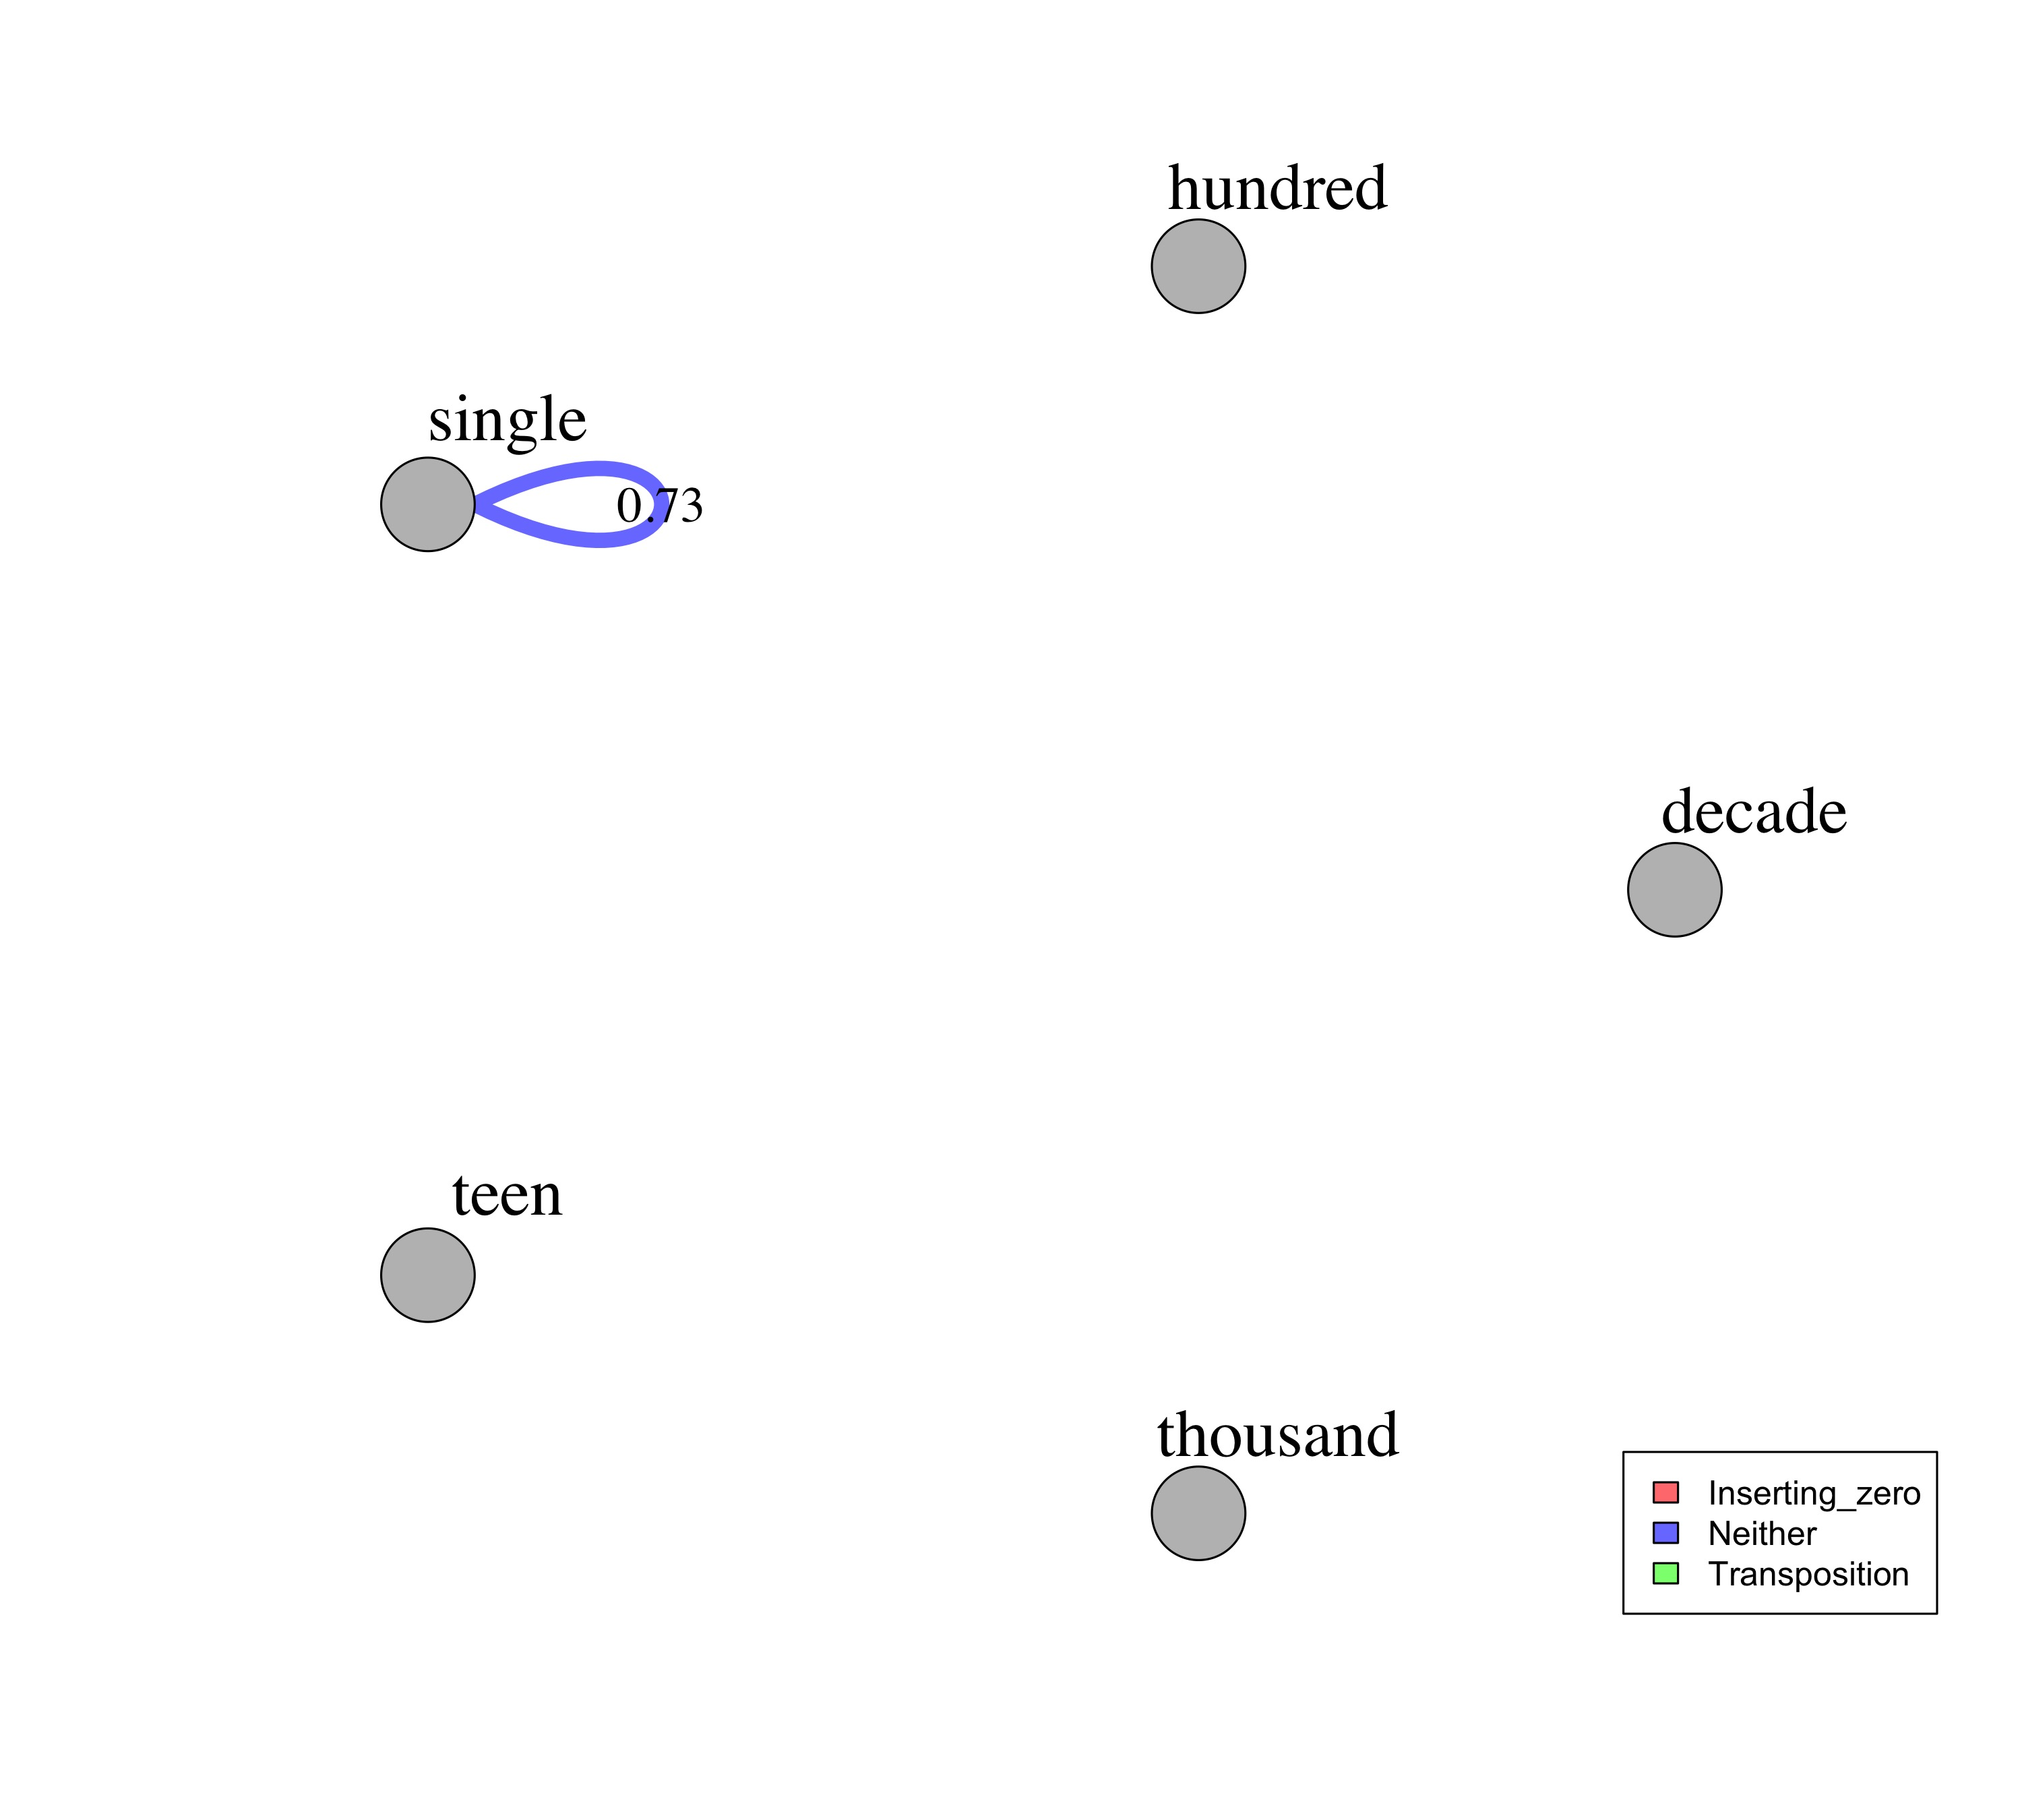 hundred
single
0.73
decade
teen
thousand
Inserting_zero
Neither
Transposition